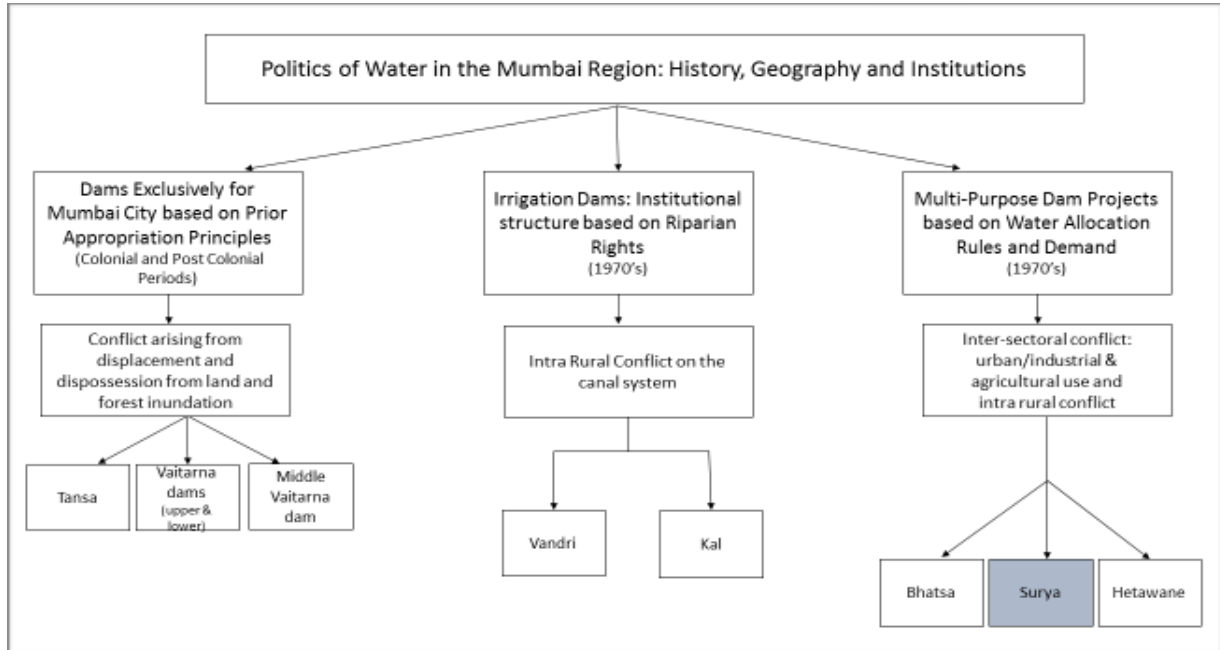 Politics of Water in the Mumbai Region: History, Geography and Institutions
Dams Exclusively for
Mumbai City based on Prior
Appropriation Principles
(Colonial and Post Colonial
Periods)
Irrigation Dams: Institutional
structure based on Riparian
Rights
(1970's)
Multi-Purpose Dam Projects
based on Water Allocation
Rules and Demand
(1970's)
Conflict arising from
displacement and
dispossession from land and
forest inundation
Intra Rural Conflict on the
canal system
Inter-sectoral conflict:
urban/industrial &
agricultural use and
intra rural conflict
Tansa
Vaitarna
dams
(upper &
lower)
Middle
Vaitarna
dam
Vandri
Kal
Bhatsa
Surya
Hetawane